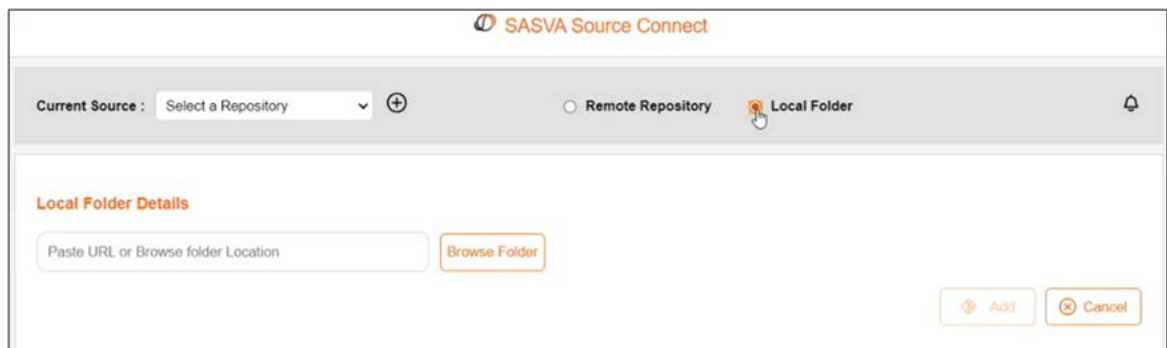 SASVA Source Connect
Current Source : Select a Repository Remote Repository Local Folder
Local Folder Details
Paste URL or Browse folder Location Browse Folder
Add Cancel